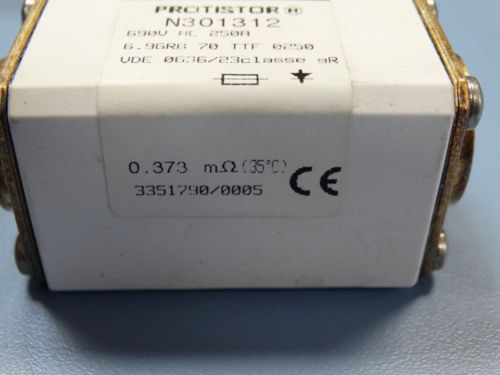 PROTISTOR®
N301312
690V AC 250A
6.9GRB 70 TTF 0250
VDE 0636/23classe gR
0.373 mΩ(35°C)
3351790/0005 CE